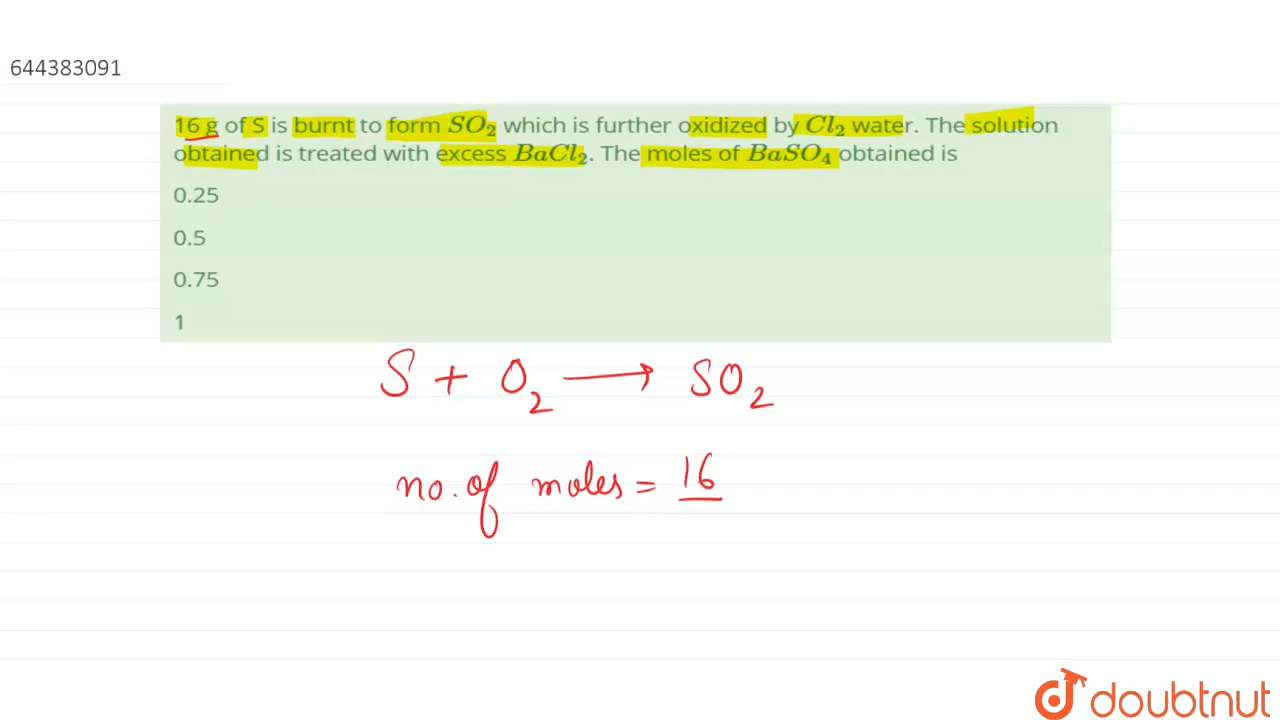 644383091
16 g of S is burnt to form SO₂ which is further oxidized by Cl₂ water. The solution
obtained is treated with excess BaCl₂. The moles of BaSO₄ obtained is
0.25
0.5
0.75
1
S + O₂ ⟶ SO₂
no. of moles = 16
doubtnut